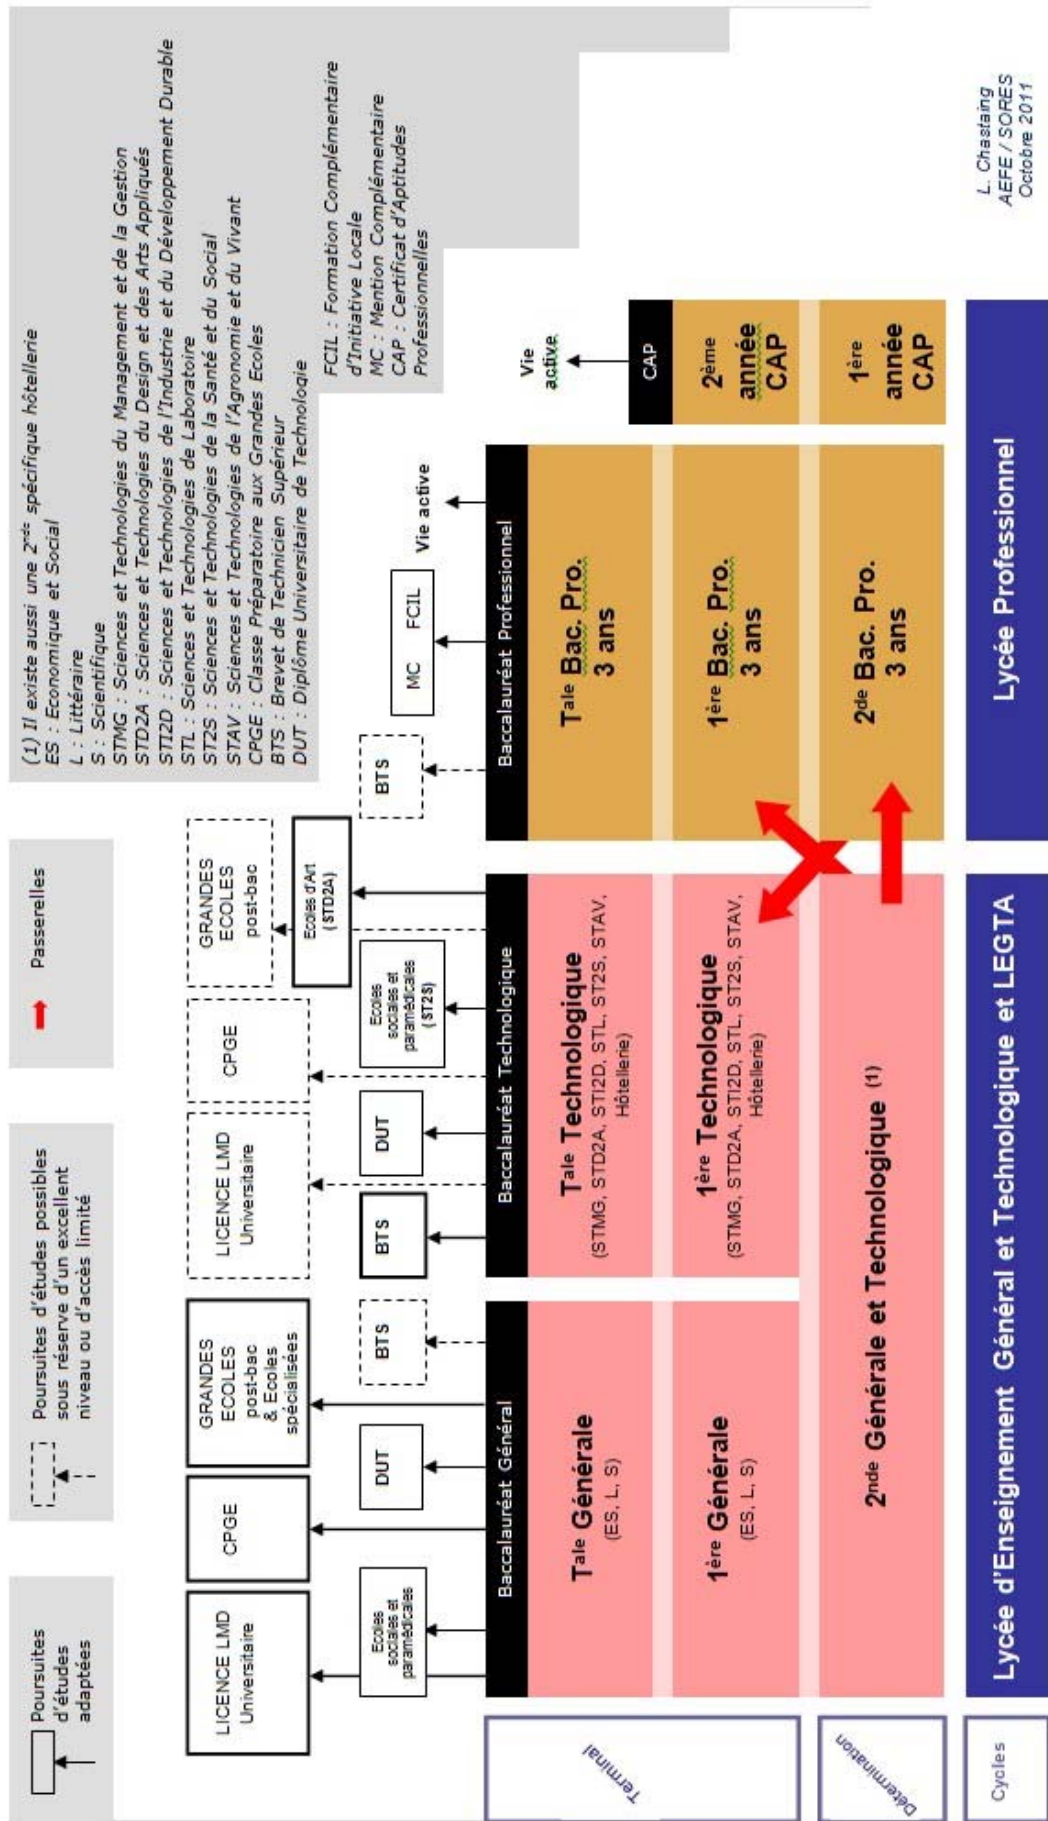 Poursuites
d'études
adaptées
Poursuites d'études possibles
sous réserve d'un excellent
niveau ou d'accès limité
Passerelles
(1) Il existe aussi une 2nde spécifique hôtellerie
ES : Economique et Social
L : Littéraire
S : Scientifique
STMG : Sciences et Technologies du Management et de la Gestion
STD2A : Sciences et Technologies du Design et des Arts Appliqués
STI2D : Sciences et Technologies de l'Industrie et du Développement Durable
STL : Sciences et Technologies de Laboratoire
ST2S : Sciences et Technologies de la Santé et du Social
STAV : Sciences et Technologies de l'Agronomie et du Vivant
CPGE : Classe Préparatoire aux Grandes Ecoles
BTS : Brevet de Technicien Supérieur
DUT : Diplôme Universitaire de Technologie
FCIL : Formation Complémentaire
d'Initiative Locale
MC : Mention Complémentaire
CAP : Certificat d'Aptitudes
Professionnelles
LICENCE LMD
Universitaire
CPGE
GRANDES
ECOLES
post-bac
& Ecoles
spécialisées
LICENCE LMD
Universitaire
CPGE
GRANDES
ECOLES
post-bac
Ecoles d'Art
(STD2A)
Ecoles
sociales et
paramédicales
DUT
BTS
BTS
DUT
Ecoles
sociales et
paramédicales
(ST2S)
BTS
MC FCIL
Vie active
Vie
active
Baccalauréat Général
Baccalauréat Technologique
Baccalauréat Professionnel
CAP
Terminal
Tale Générale
(ES, L, S)
Tale Technologique
(STMG, STD2A, STI2D, STL, ST2S, STAV,
Hôtellerie)
Tale Bac. Pro.
3 ans
1ère Générale
(ES, L, S)
1ère Technologique
(STMG, STD2A, STI2D, STL, ST2S, STAV,
Hôtellerie)
1ère Bac. Pro.
3 ans
2ème
année
CAP
Détermination
2nde Générale et Technologique (1)
2de Bac. Pro.
3 ans
1ère
année
CAP
Cycles
Lycée d'Enseignement Général et Technologique et LEGTA
Lycée Professionnel
L. Chastaing
AEFE / SORES
Octobre 2011